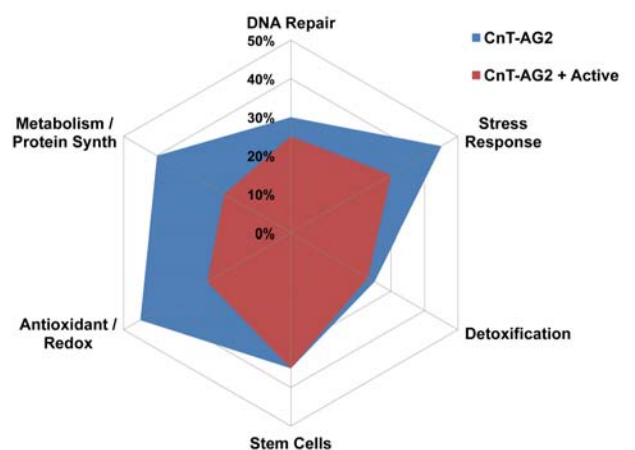 DNA Repair
50%
40%
30%
20%
10%
0%
CnT-AG2
CnT-AG2 + Active
Stress
Response
Detoxification
Stem Cells
Antioxidant /
Redox
Metabolism /
Protein Synth